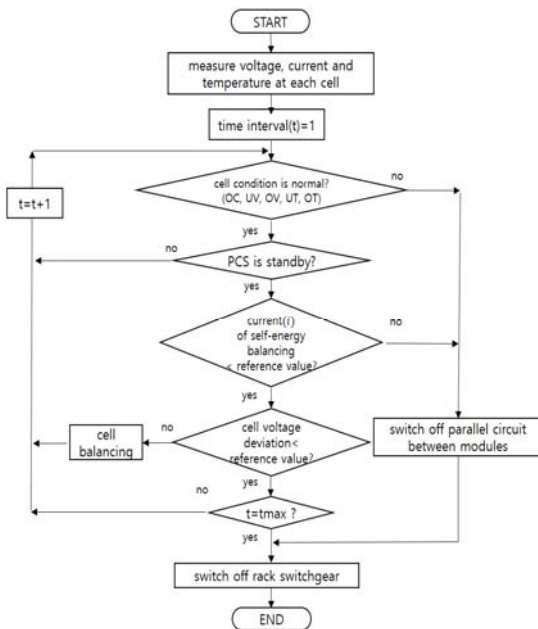 START
measure voltage, current and
temperature at each cell
time interval(t)=1
cell condition is normal?
(OC, UV, OV, UT, OT)
no
t=t+1
yes
no
PCS is standby?
yes
current(i)
of self-energy
balancing
< reference value?
no
yes
cell
balancing
no
cell voltage
deviation<
reference value?
switch off parallel circuit
between modules
yes
no
t=tmax ?
yes
switch off rack switchgear
END